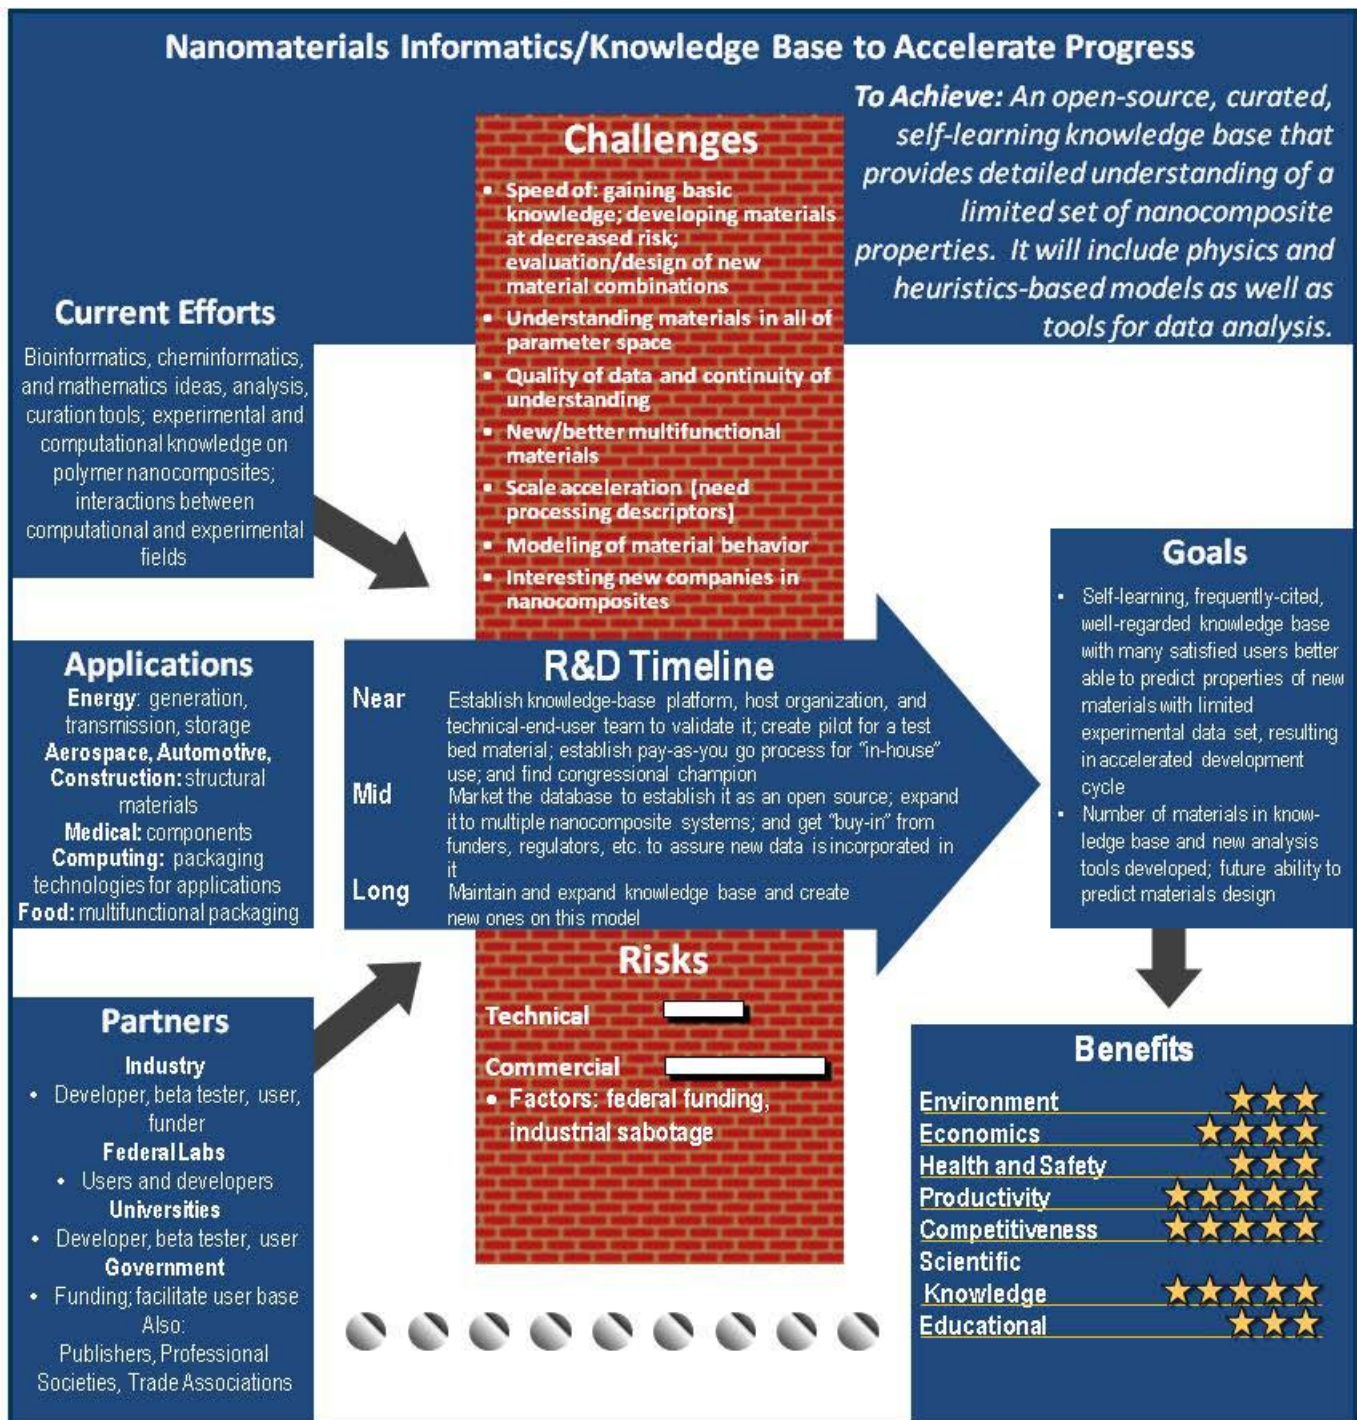 Nanomaterials Informatics/Knowledge Base to Accelerate Progress
To Achieve: An open-source, curated,
self-learning knowledge base that
provides detailed understanding of a
limited set of nanocomposite
properties. It will include physics and
heuristics-based models as well as
tools for data analysis.
Challenges
• Speed of: gaining basic
knowledge; developing materials
at decreased risk;
evaluation/design of new
material combinations
• Understanding materials in all of
parameter space
• Quality of data and continuity of
understanding
• New/better multifunctional
materials
• Scale acceleration (need
processing descriptors)
• Modeling of material behavior
• Interesting new companies in
nanocomposites
Current Efforts
Bioinformatics, cheminformatics,
and mathematics ideas, analysis,
curation tools; experimental and
computational knowledge on
polymer nanocomposites;
interactions between
computational and experimental
fields
Applications
Energy: generation,
transmission, storage
Aerospace, Automotive,
Construction: structural
materials
Medical: components
Computing: packaging
technologies for applications
Food: multifunctional packaging
R&D Timeline
Near
Establish knowledge-base platform, host organization, and
technical-end-user team to validate it; create pilot for a test
bed material; establish pay-as-you go process for "in-house"
use; and find congressional champion
Mid
Market the database to establish it as an open source; expand
it to multiple nanocomposite systems; and get "buy-in" from
funders, regulators, etc. to assure new data is incorporated in
it
Long
Maintain and expand knowledge base and create
new ones on this model
Goals
• Self-learning, frequently-cited,
well-regarded knowledge base
with many satisfied users better
able to predict properties of new
materials with limited
experimental data set, resulting
in accelerated development
cycle
• Number of materials in know-
ledge base and new analysis
tools developed; future ability to
predict materials design
Partners
Industry
• Developer, beta tester, user,
funder
Federal Labs
• Users and developers
Universities
• Developer, beta tester, user
Government
• Funding; facilitate user base
Also:
Publishers, Professional
Societies, Trade Associations
Risks
Technical
Commercial
• Factors: federal funding,
industrial sabotage
Benefits
Environment
Economics
Health and Safety
Productivity
Competitiveness
Scientific
Knowledge
Educational